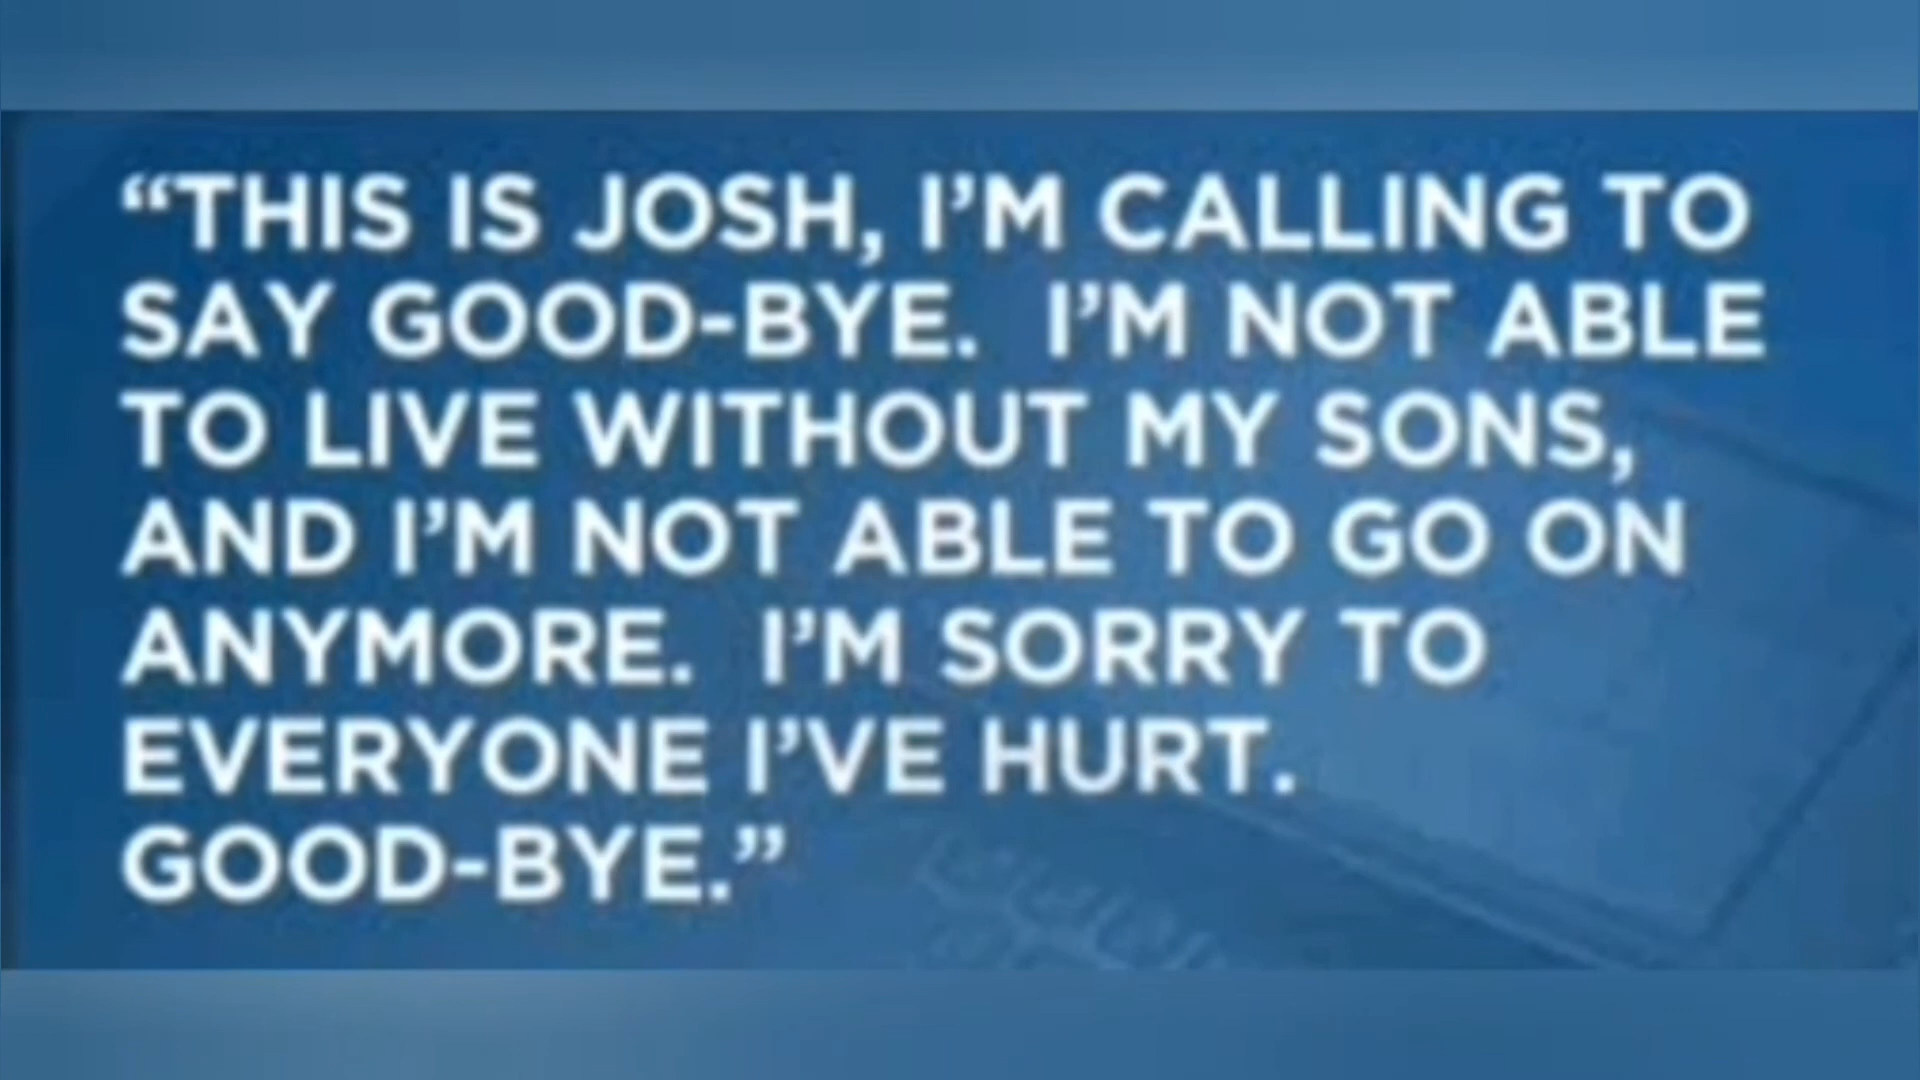 “THIS IS JOSH, I’M CALLING TO
SAY GOOD-BYE.  I’M NOT ABLE
TO LIVE WITHOUT MY SONS,
AND I’M NOT ABLE TO GO ON
ANYMORE.  I’M SORRY TO
EVERYONE I’VE HURT.
GOOD-BYE.”